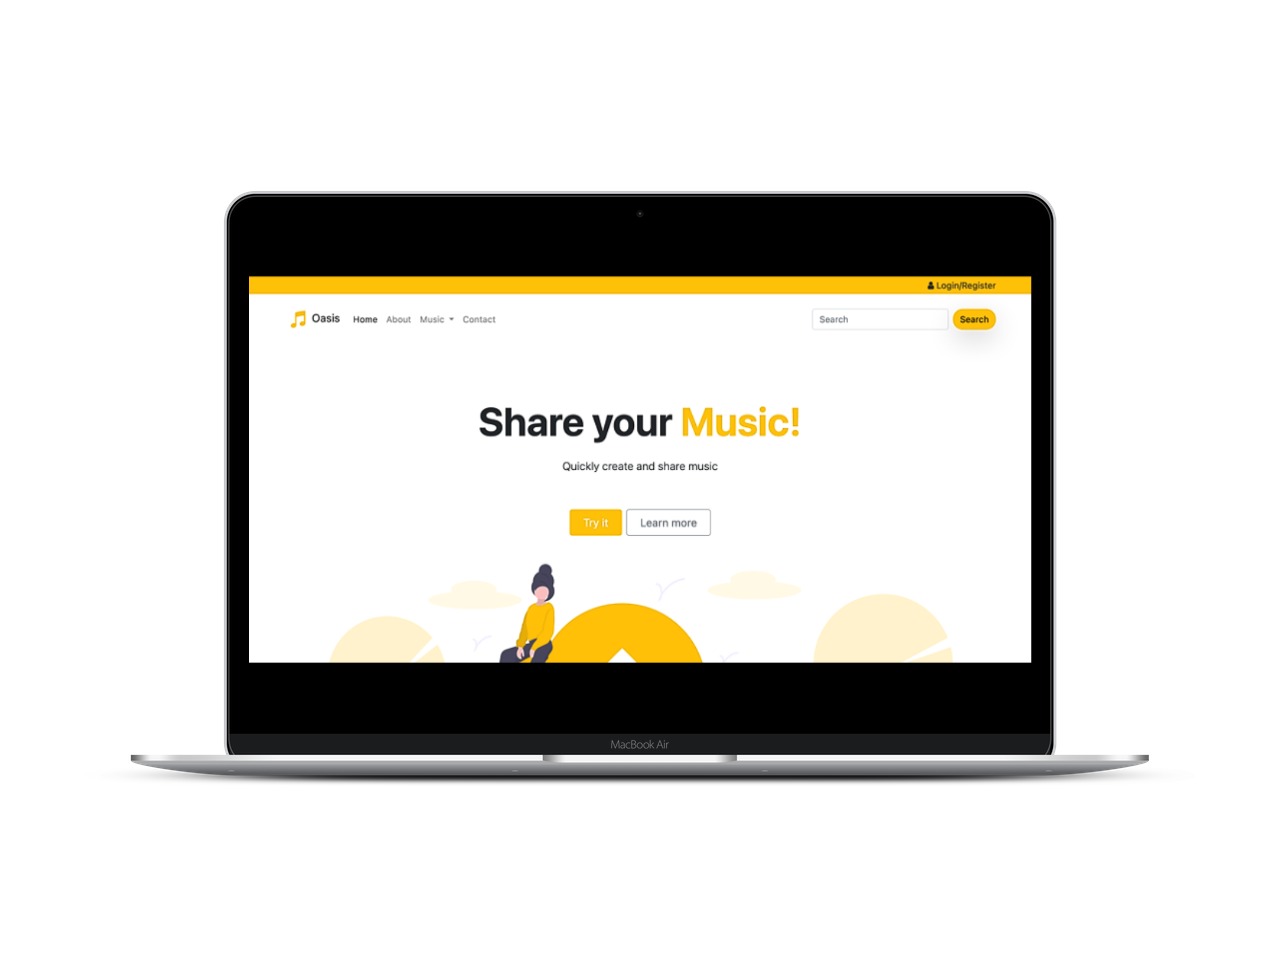 Login/Register
Oasis Home About Music Contact Search Search
Share your Music!
Quickly create and share music
Try it Learn more
MacBook Air